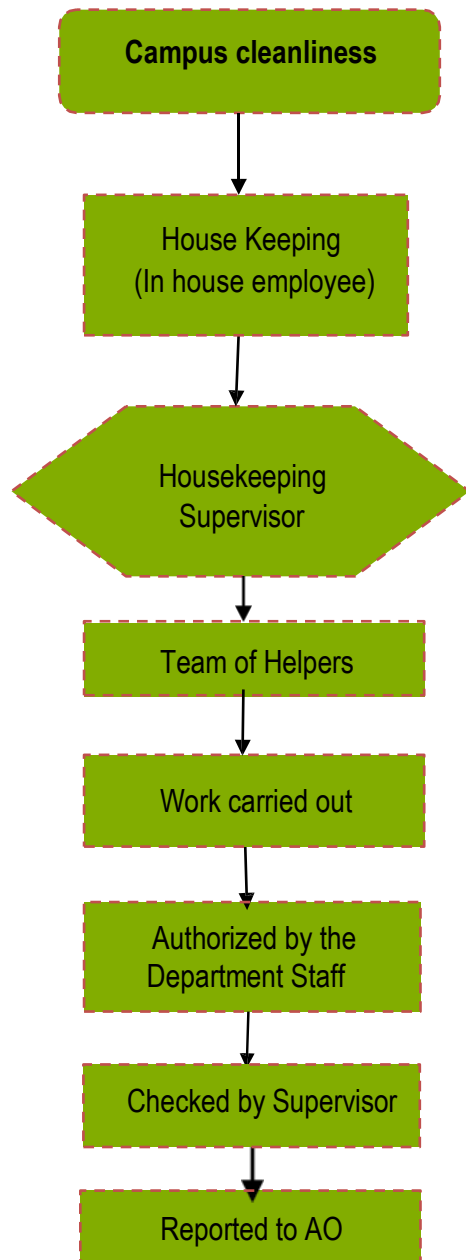 Campus cleanliness
House Keeping
(In house employee)
Housekeeping
Supervisor
Team of Helpers
Work carried out
Authorized by the
Department Staff
Checked by Supervisor
Reported to AO